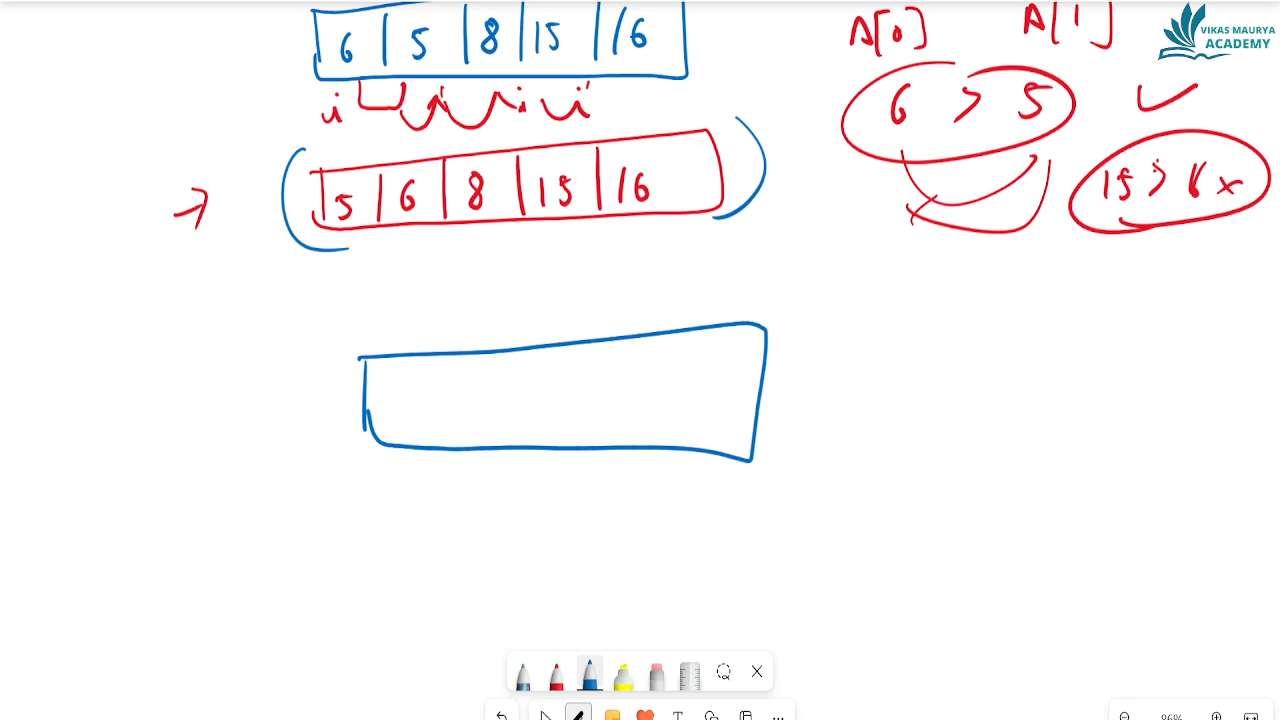 6 5 8 15 16
A[0] A[1]
VIKAS MAURYA
ACADEMY
6 > 5 ✓
i i i i
→ 5 6 8 15 16
15 > 16 ×
T
86%